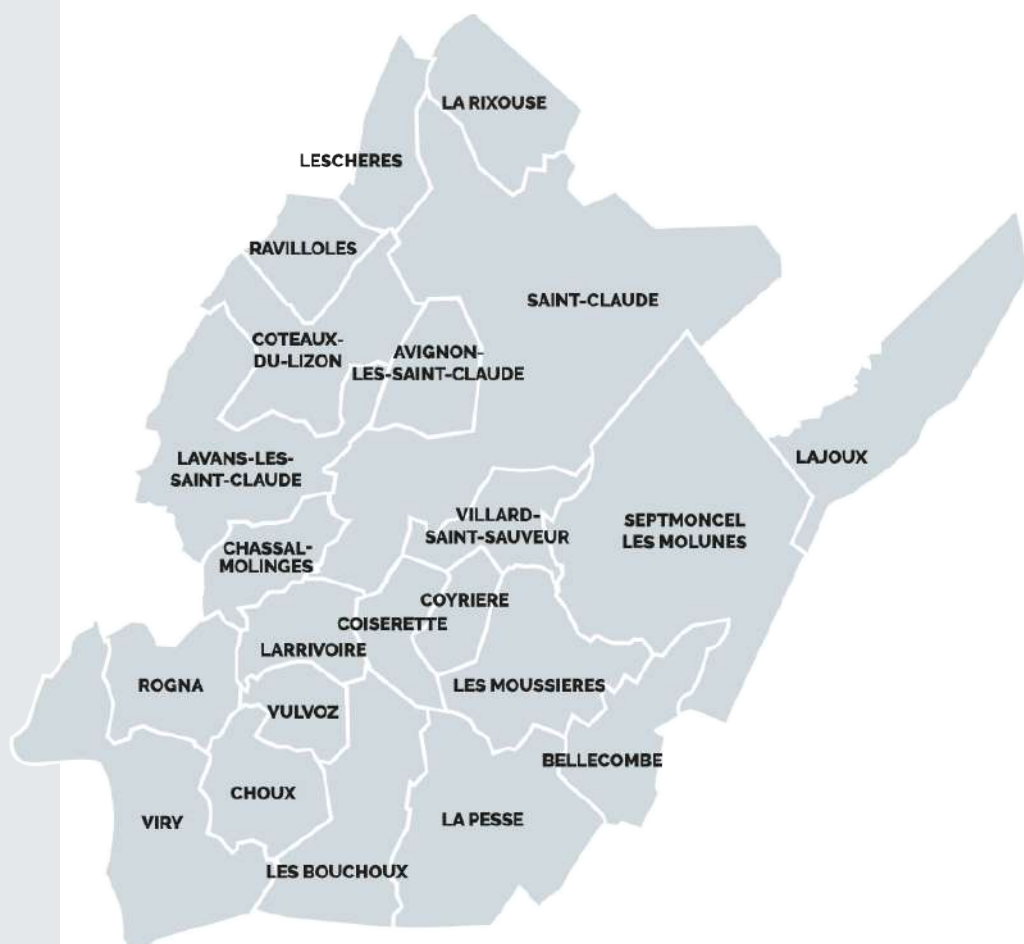 LA RIXOUSE
LESCHERES
RAVILLOLES
SAINT-CLAUDE
COTEAUX-
DU-LIZON
AVIGNON-
LES-SAINT-CLAUDE
LAJOUX
LAVANS-LES-
SAINT-CLAUDE
VILLARD-
SAINT-SAUVEUR
SEPTMONCEL
LES MOLUNES
CHASSAL-
MOLINGES
COYRIERE
COISERETTE
LARRIVOIRE
ROGNA
LES MOUSSIERES
VULVOZ
BELLECOMBE
CHOUX
VIRY
LA PESSE
LES BOUCHOUX